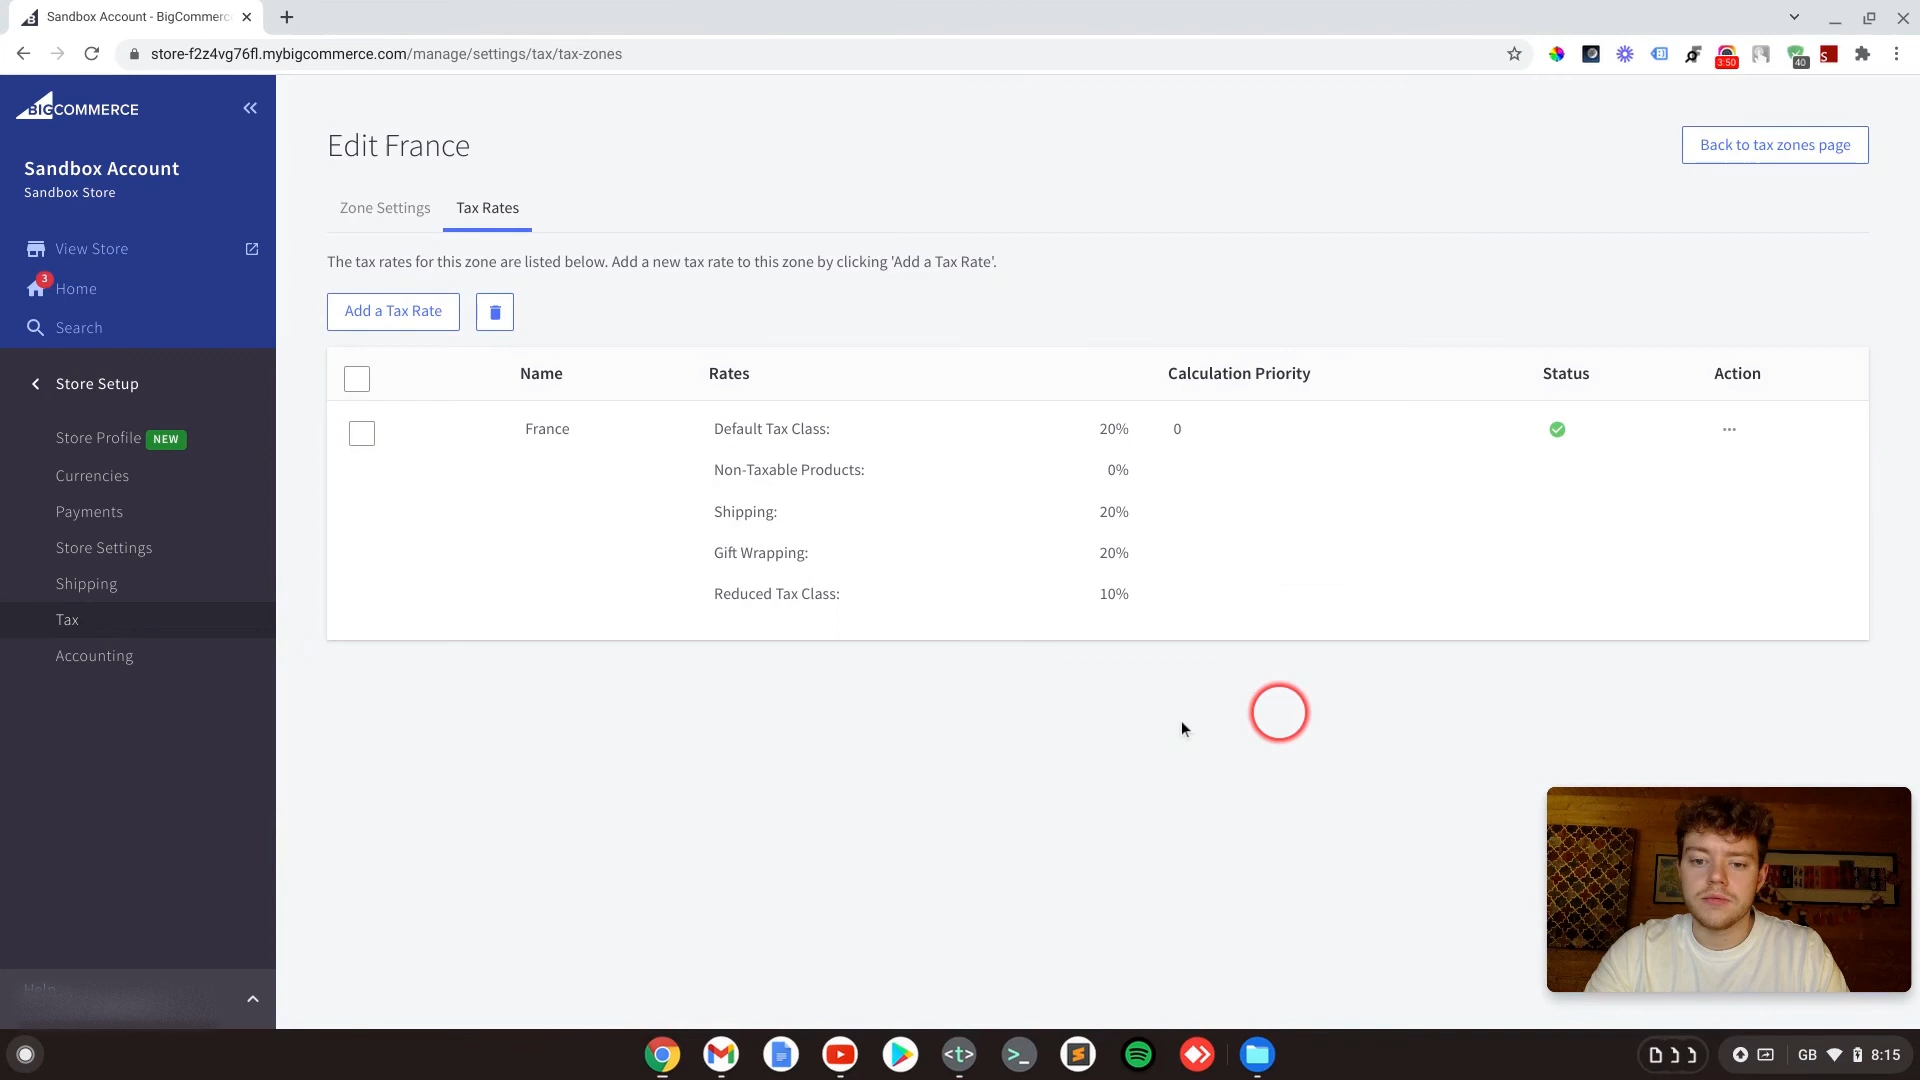 Sandbox Account - BigCommerc
store-f2z4vg76fl.mybigcommerce.com/manage/settings/tax/tax-zones
3:50
40
S
BIGCOMMERCE
Sandbox Account
Sandbox Store
View Store
3
Home
Search
Store Setup
Store Profile NEW
Currencies
Payments
Store Settings
Shipping
Tax
Accounting
Help
Edit France
Back to tax zones page
Zone Settings
Tax Rates
The tax rates for this zone are listed below. Add a new tax rate to this zone by clicking 'Add a Tax Rate'.
Add a Tax Rate
Name Rates Calculation Priority Status Action
France Default Tax Class: 20% 0
Non-Taxable Products: 0%
Shipping: 20%
Gift Wrapping: 20%
Reduced Tax Class: 10%
<t>
>_
GB 8:15